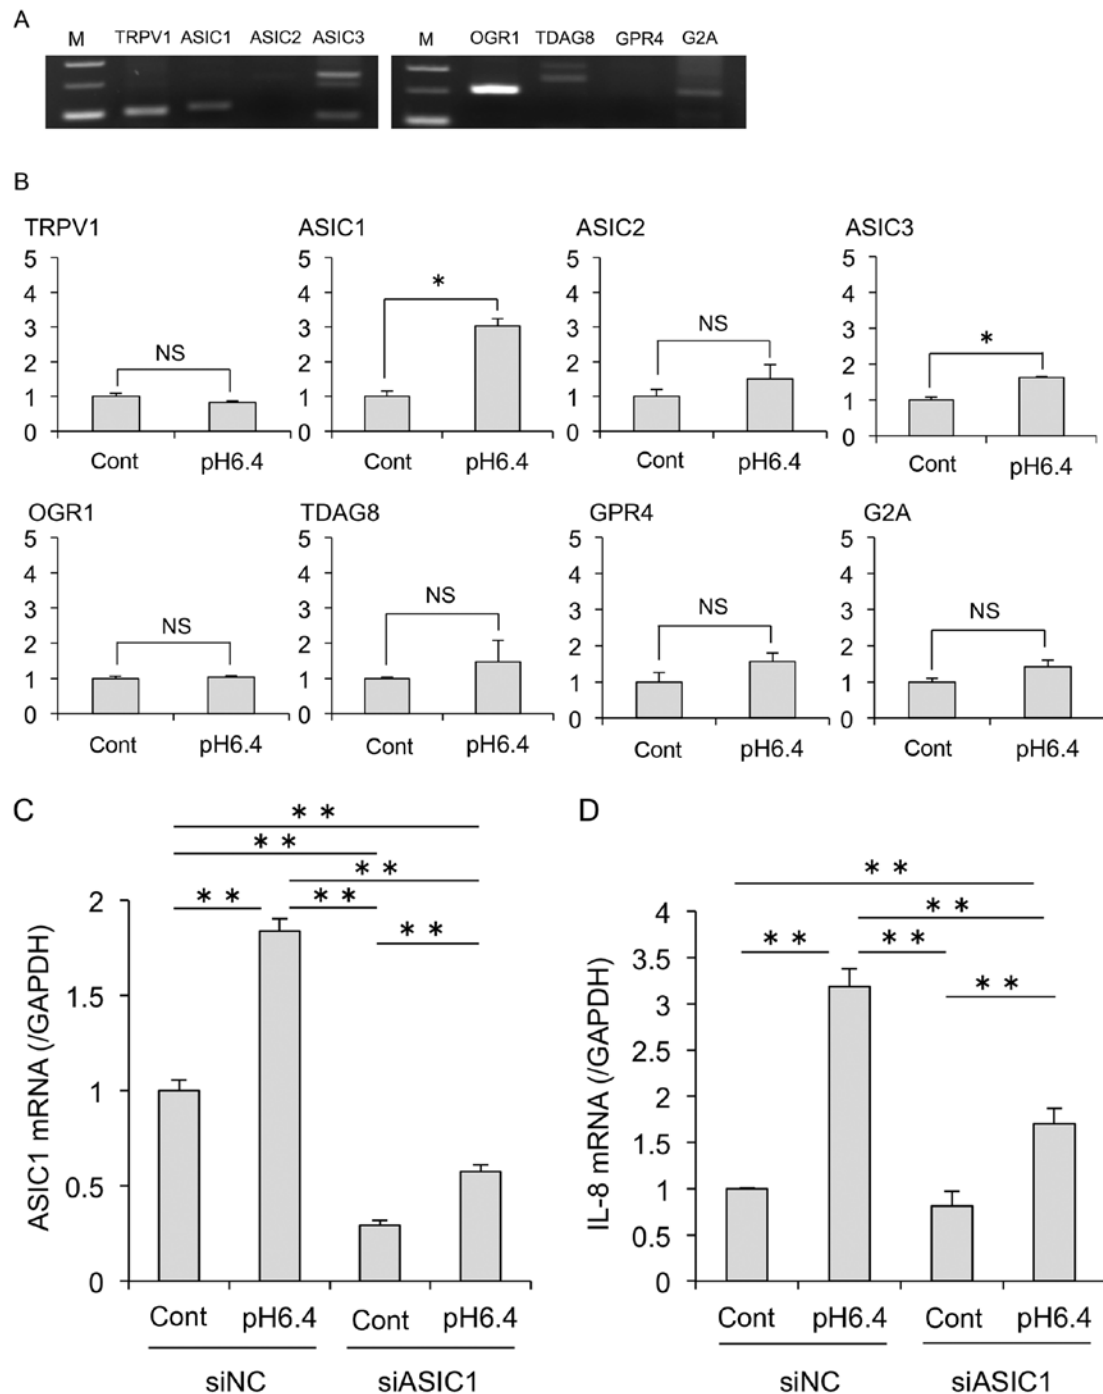 A
M TRPV1 ASIC1 ASIC2 ASIC3 M OGR1 TDAG8 GPR4 G2A
B
TRPV1 ASIC1 ASIC2 ASIC3
5 5 5 5
4 4 4 4
3 3 3 3
2 2 2 2
1 1 1 1
0 0 0 0
NS * NS *
Cont pH6.4 Cont pH6.4 Cont pH6.4 Cont pH6.4
OGR1 TDAG8 GPR4 G2A
5 5 5 5
4 4 4 4
3 3 3 3
2 2 2 2
1 1 1 1
0 0 0 0
NS NS NS NS
Cont pH6.4 Cont pH6.4 Cont pH6.4 Cont pH6.4
C
* *
* *
* *
* * * *
* *
ASIC1 mRNA (/GAPDH)
2
1.5
1
0.5
0
Cont pH6.4 Cont pH6.4
siNC siASIC1
D
* *
* *
* * * *
* *
IL-8 mRNA (/GAPDH)
4
3.5
3
2.5
2
1.5
1
0.5
0
Cont pH6.4 Cont pH6.4
siNC siASIC1